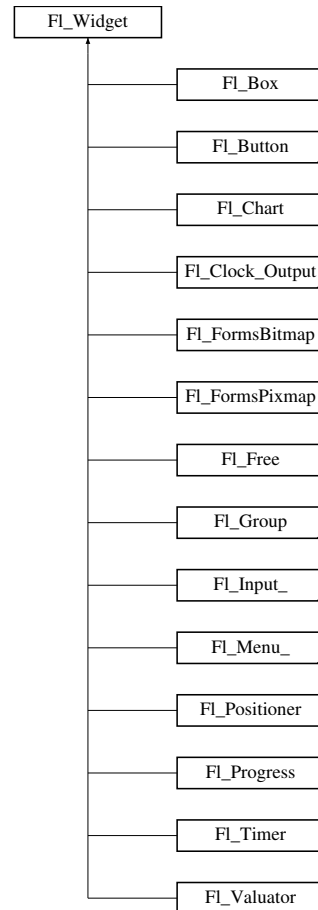 Fl_Widget
Fl_Box
Fl_Button
Fl_Chart
Fl_Clock_Output
Fl_FormsBitmap
Fl_FormsPixmap
Fl_Free
Fl_Group
Fl_Input_
Fl_Menu_
Fl_Positioner
Fl_Progress
Fl_Timer
Fl_Valuator